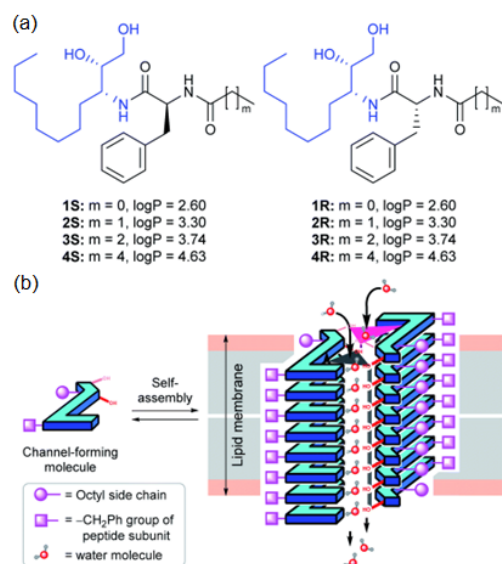 (a)
OH
HO
O
H
N
N
H
O
m
1S: m = 0, logP = 2.60
2S: m = 1, logP = 3.30
3S: m = 2, logP = 3.74
4S: m = 4, logP = 4.63
OH
HO
O
H
N
N
H
O
m
1R: m = 0, logP = 2.60
2R: m = 1, logP = 3.30
3R: m = 2, logP = 3.74
4R: m = 4, logP = 4.63
(b)
Self-
assembly
Lipid membrane
Channel-forming
molecule
= Octyl side chain
= –CH2Ph group of
peptide subunit
= water molecule